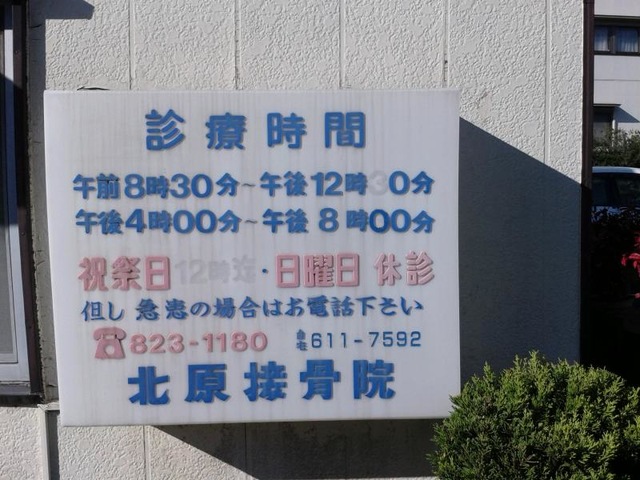 診療時間
午前8時30分~午後12時30分
午後4時00分~午後8時00分
祝祭日12時迄・日曜日 休診
但し 急患の場合はお電話下さい
☎823-1180 自宅611-7592
北原接骨院